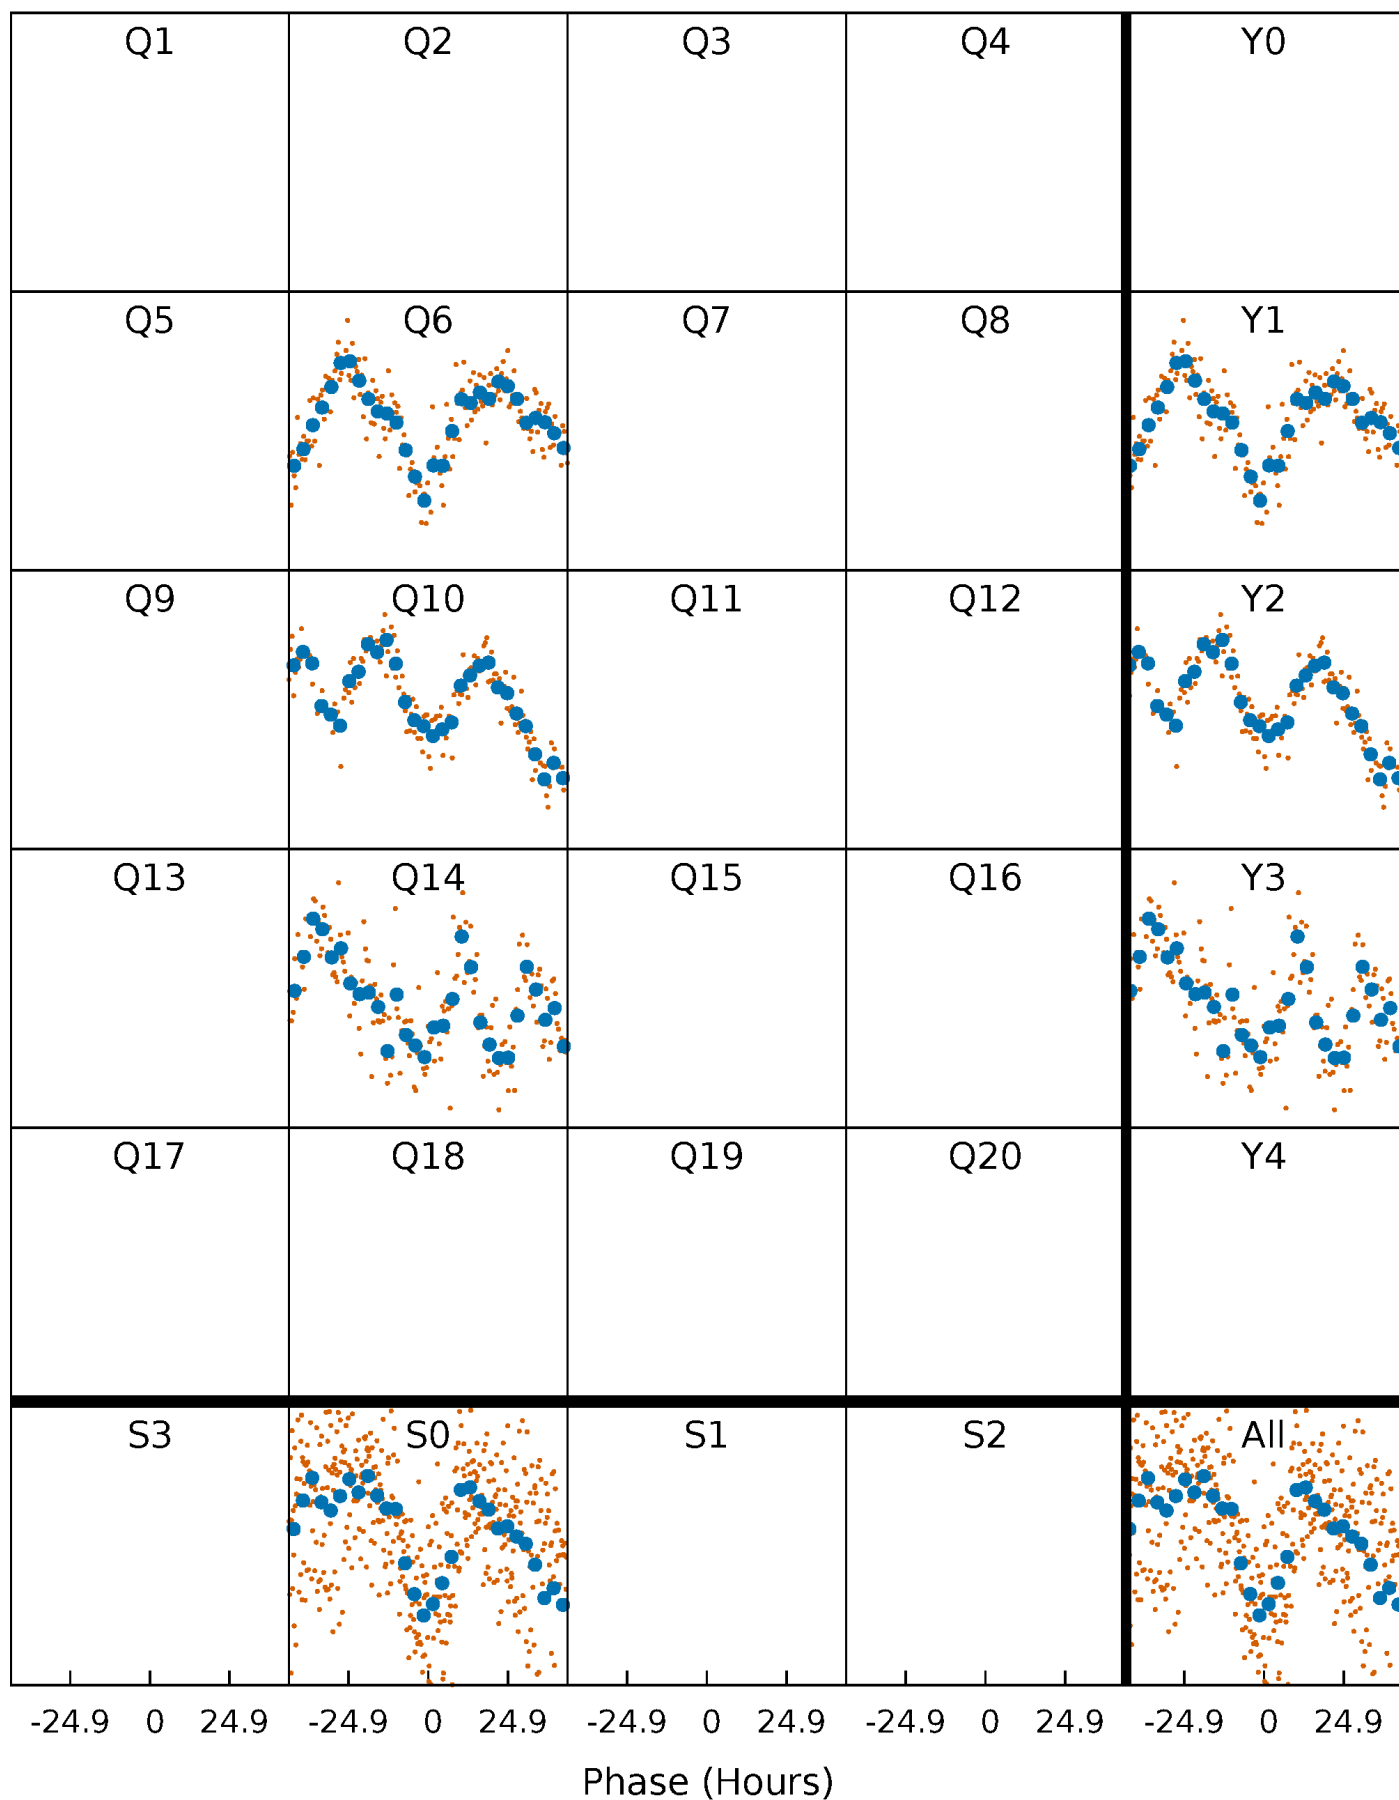 Q1 Q2 Q3 Q4 Y0
Q5 Q6 Q7 Q8 Y1
Q9 Q10 Q11 Q12 Y2
Q13 Q14 Q15 Q16 Y3
Q17 Q18 Q19 Q20 Y4
S3 S0 S1 S2 All
-24.9 0 24.9 -24.9 0 24.9 -24.9 0 24.9 -24.9 0 24.9 -24.9 0 24.9
Phase (Hours)